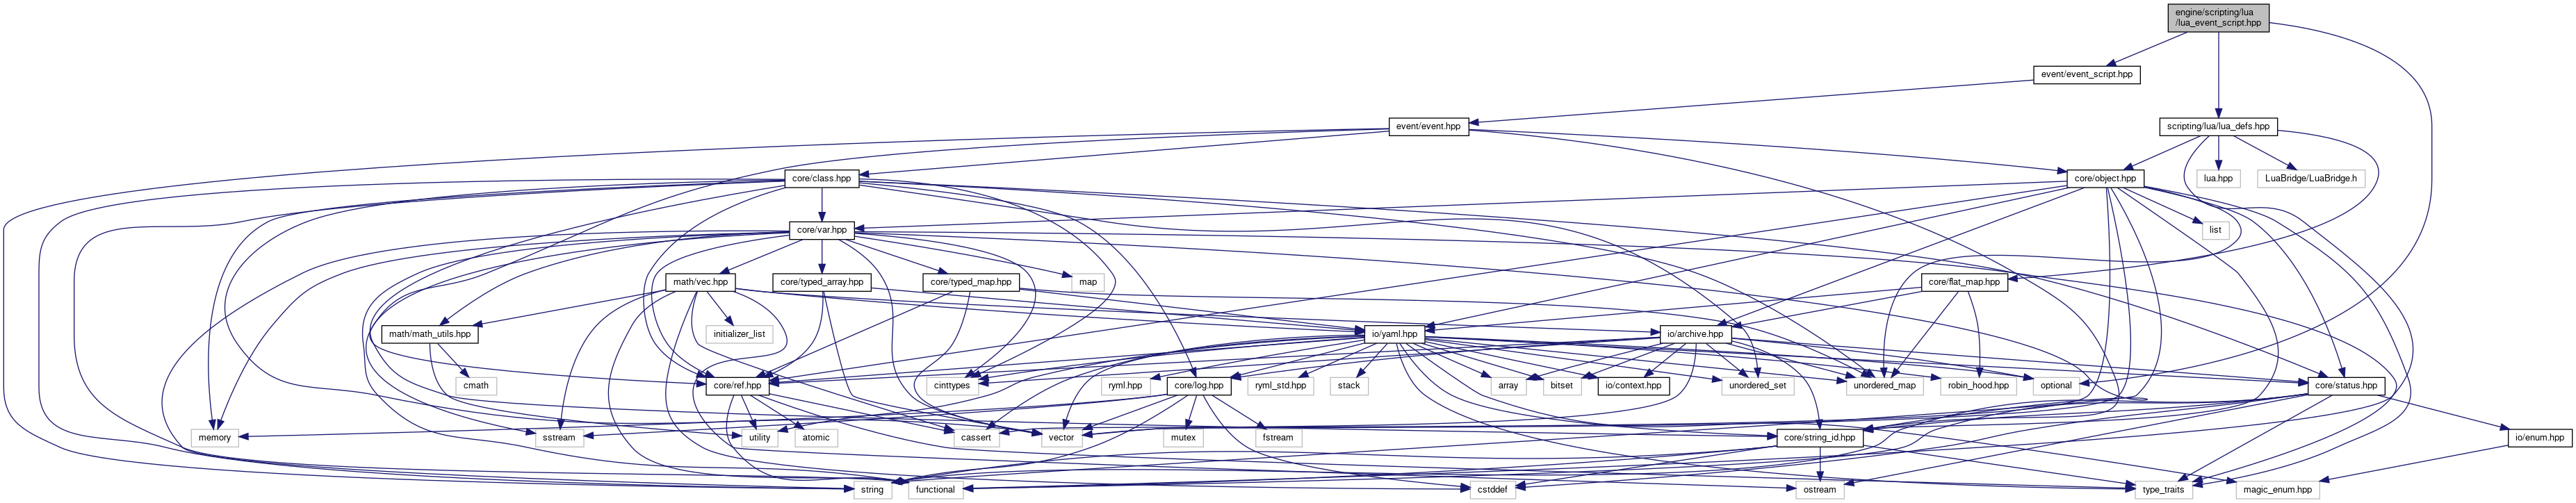 engine/scripting/lua
/lua_event_script.hpp
event/event_script.hpp
event/event.hpp
scripting/lua/lua_defs.hpp
core/class.hpp
core/object.hpp
lua.hpp
LuaBridge/LuaBridge.h
core/var.hpp
list
math/vec.hpp
core/typed_array.hpp
core/typed_map.hpp
map
core/flat_map.hpp
math/math_utils.hpp
initializer_list
io/yaml.hpp
io/archive.hpp
cmath
core/ref.hpp
cinttypes
ryml.hpp
core/log.hpp
ryml_std.hpp
stack
array
bitset
io/context.hpp
unordered_set
unordered_map
robin_hood.hpp
optional
core/status.hpp
memory
sstream
utility
atomic
cassert
vector
mutex
fstream
core/string_id.hpp
io/enum.hpp
string
functional
cstddef
ostream
type_traits
magic_enum.hpp